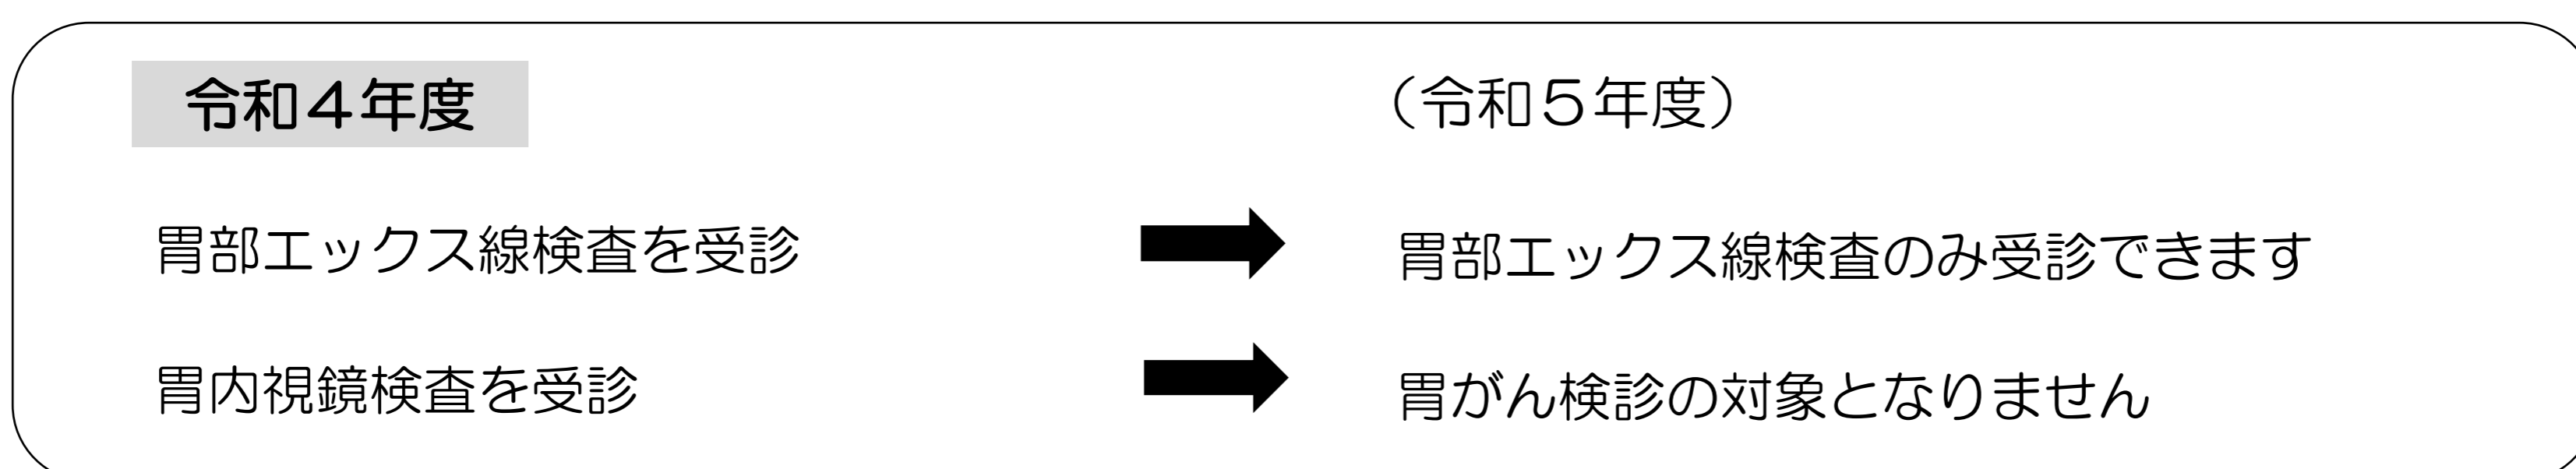 令和４年度
（令和５年度）
胃部エックス線検査を受診
胃部エックス線検査のみ受診できます
胃内視鏡検査を受診
胃がん検診の対象となりません